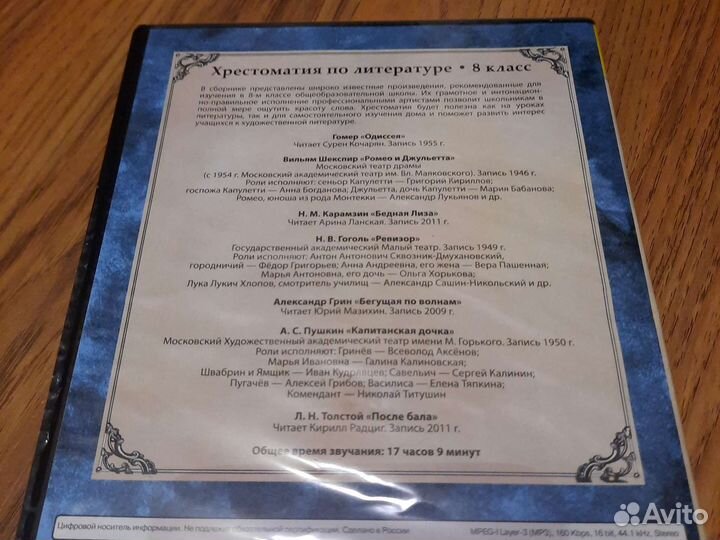 Хрестоматия по литературе • 8 класс
В сборнике представлены широко известные произведения, рекомендованные для
изучения в 8-м классе общеобразовательной школы. Их грамотное и интонацион-
но-правильное исполнение профессиональными артистами позволит школьникам в
полной мере ощутить красоту слова. Хрестоматия будет полезна как на уроках
литературы, так и для самостоятельного изучения дома и поможет развить интерес
учащихся к художественной литературе.
Гомер «Одиссея»
Читает Сурен Кочарян. Запись 1955 г.
Вильям Шекспир «Ромео и Джульетта»
Московский театр драмы
(с 1954 г. Московский академический театр им. Вл. Маяковского). Запись 1946 г.
Роли исполняют: сеньор Капулетти — Григорий Кириллов;
госпожа Капулетти — Анна Богданова; Джульетта, дочь Капулетти — Мария Бабанова;
Ромео, юноша из рода Монтекки — Александр Лукьянов и др.
Н. М. Карамзин «Бедная Лиза»
Читает Арина Ланская. Запись 2011 г.
Н. В. Гоголь «Ревизор»
Государственный академический Малый театр. Запись 1949 г.
Роли исполняют: Антон Антонович Сквозник-Дмухановский,
городничий — Фёдор Григорьев; Анна Андреевна, его жена — Вера Пашенная;
Марья Антоновна, его дочь — Ольга Хорькова;
Лука Лукич Хлопов, смотритель училищ — Александр Сашин-Никольский и др.
Александр Грин «Бегущая по волнам»
Читает Юрий Мазихин. Запись 2009 г.
А. С. Пушкин «Капитанская дочка»
Московский Художественный академический театр имени М. Горького. Запись 1950 г.
Роли исполняют: Гринёв — Всеволод Аксёнов;
Марья Ивановна — Галина Калиновская;
Швабрин и Ямщик — Иван Кудрявцев; Савельич — Сергей Калинин;
Пугачёв — Алексей Грибов; Василиса — Елена Тяпкина;
Комендант — Николай Титушин
Л. Н. Толстой «После бала»
Читает Кирилл Радциг. Запись 2011 г.
Общее время звучания: 17 часов 9 минут
Цифровой носитель информации. Не подлежит обязательной сертификации. Сделано в России
MPEG-I Layer-3 (MP3), 160 Kbps, 16 bit, 44.1 kHz, Stereo
Avito